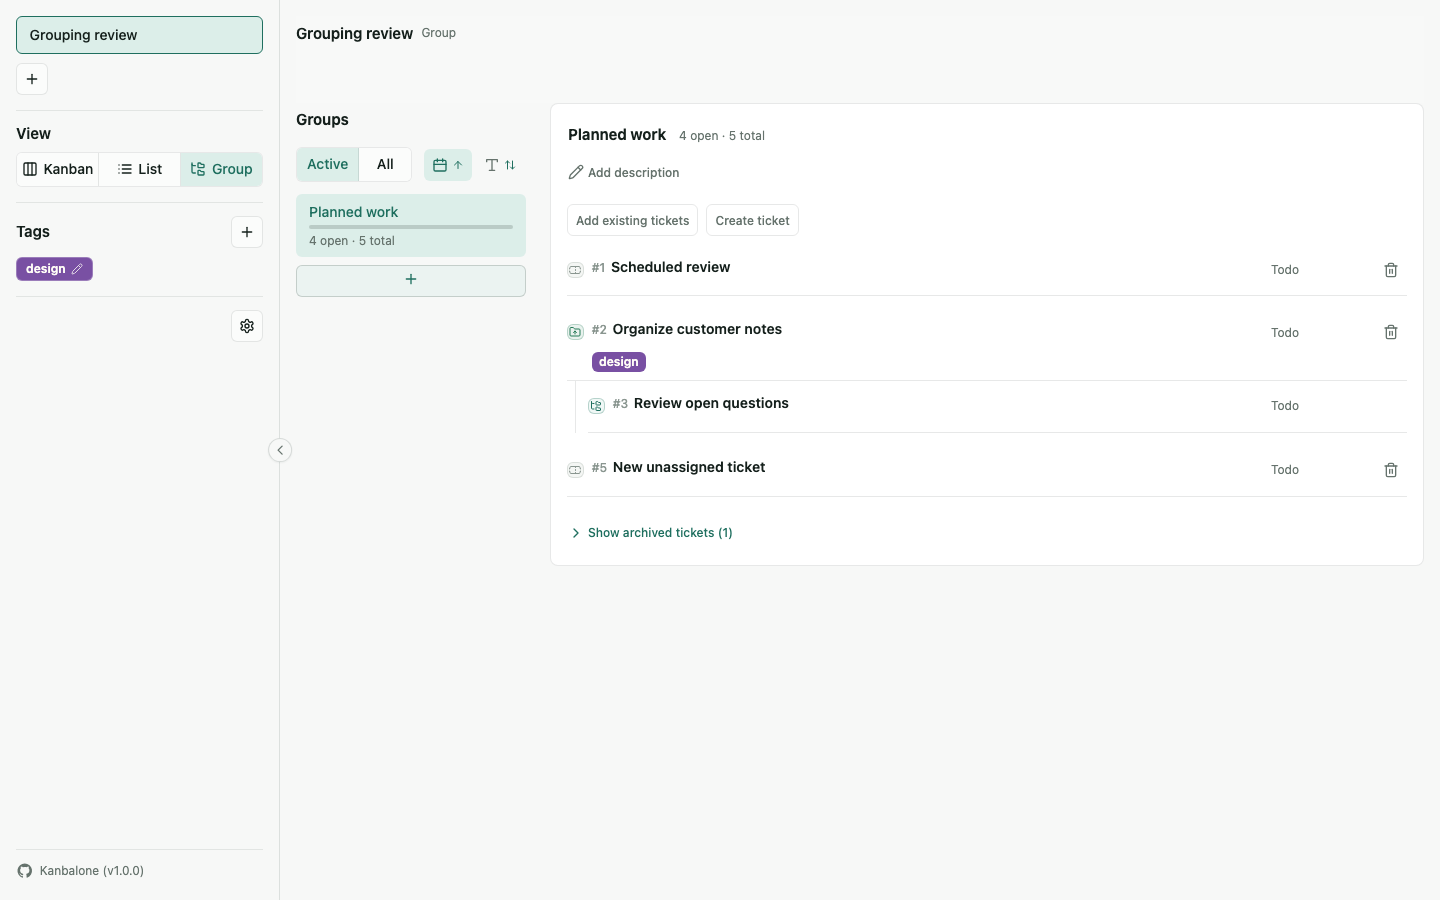 Grouping review
View
Kanban List Group
Tags
design
Kanbalone (v1.0.0)
Grouping review Group
Groups
Active All
Planned work
4 open · 5 total
Planned work 4 open · 5 total
Add description
Add existing tickets Create ticket
#1 Scheduled review Todo
#2 Organize customer notes Todo
design
#3 Review open questions Todo
#5 New unassigned ticket Todo
Show archived tickets (1)